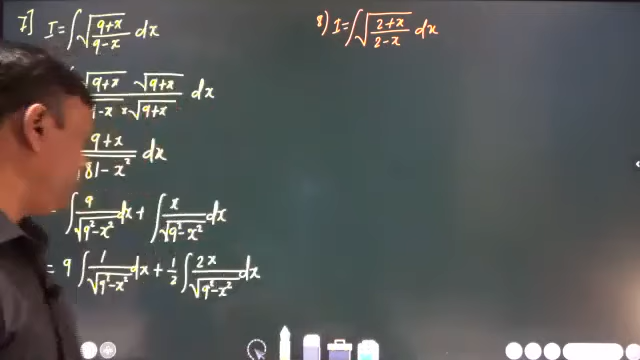 7] I = ∫ √(9+x)/(9-x) dx
√(9+x) √(9+x) / -x × √(9+x) dx
9+x / √81-x² dx
= ∫ 9/√(9²-x²) dx + ∫ x/√(9²-x²) dx
= 9 ∫ 1/√(9²-x²) dx + 1/2 ∫ 2x/√(9²-x²) dx
8) I = ∫ √(2+x)/(2-x) dx